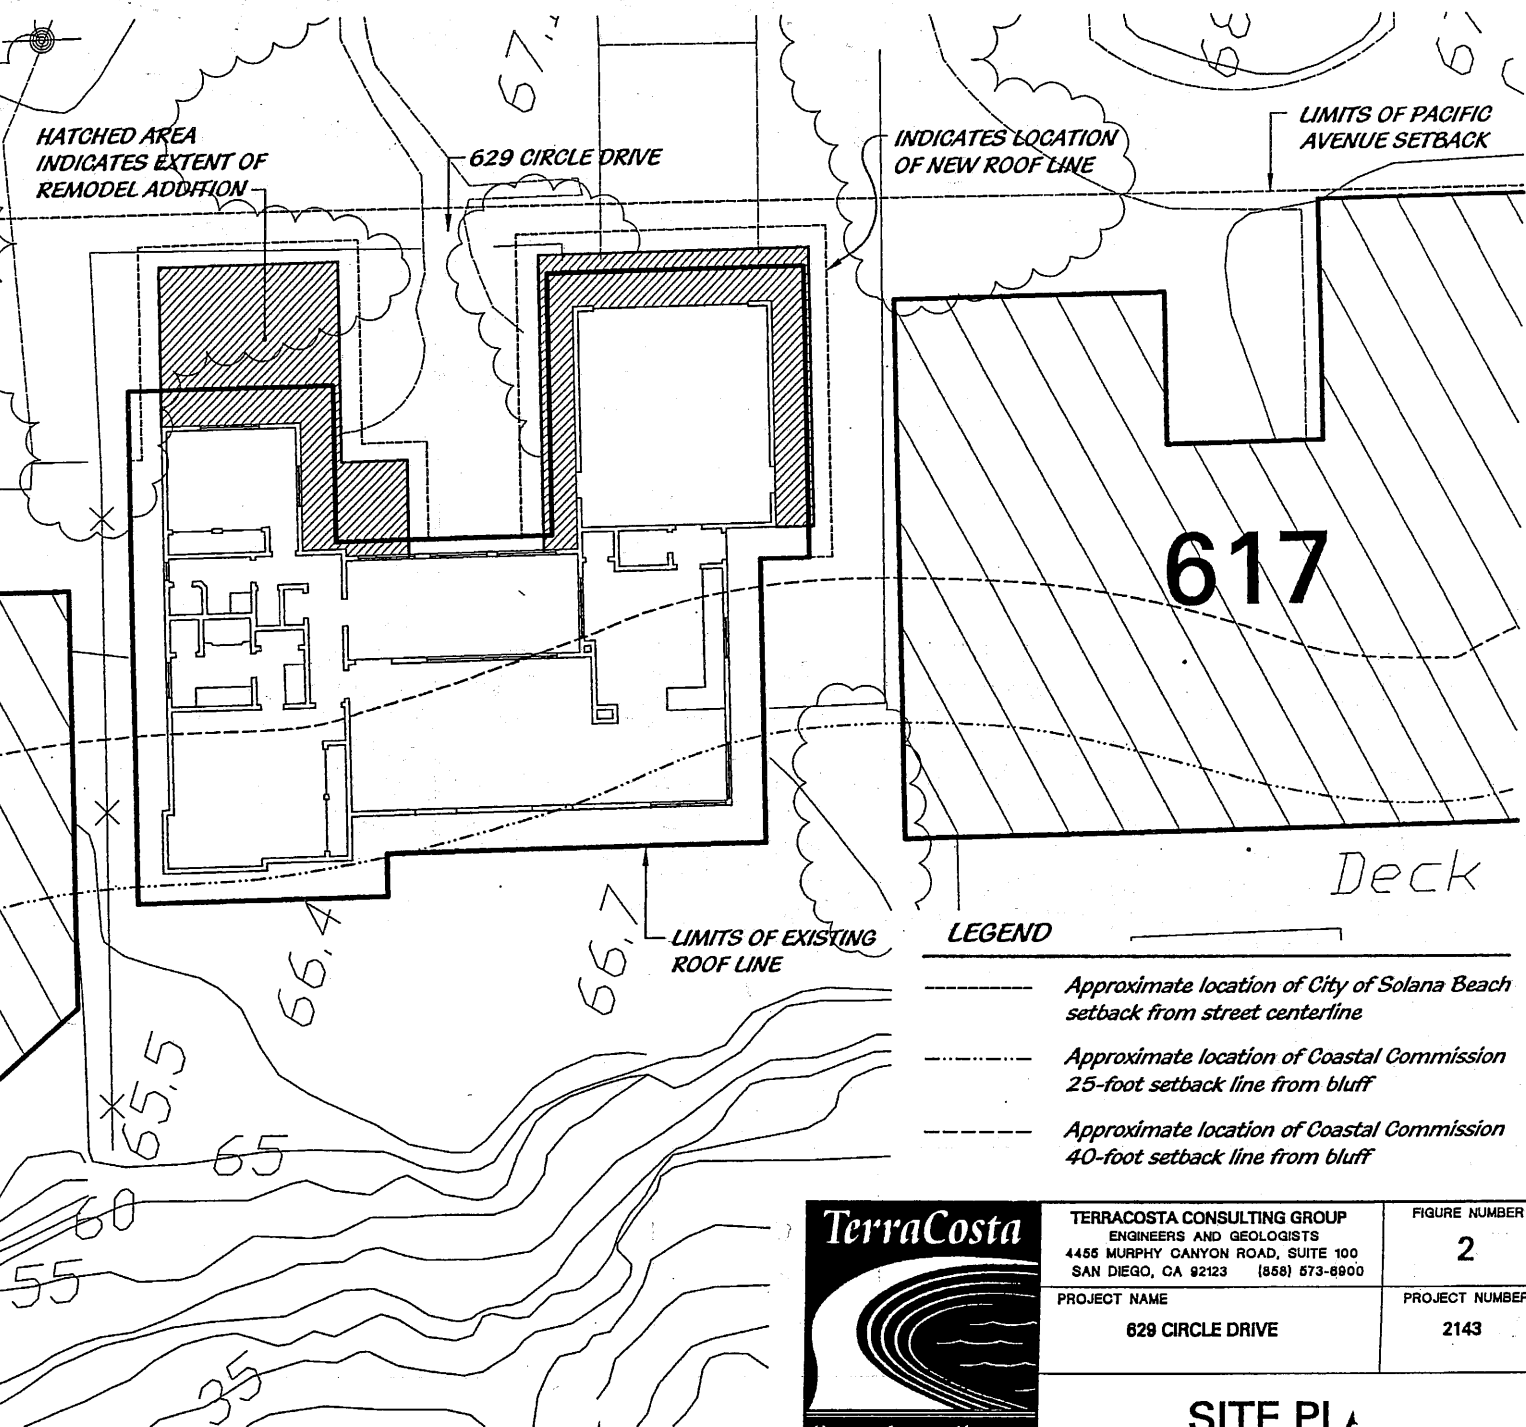 67.
68
HATCHED AREA
INDICATES EXTENT OF
REMODEL ADDITION
629 CIRCLE DRIVE
INDICATES LOCATION
OF NEW ROOF LINE
LIMITS OF PACIFIC
AVENUE SETBACK
617
Deck
66.4
66.7
LIMITS OF EXISTING
ROOF LINE
65.5
65
60
55
35
LEGEND
Approximate location of City of Solana Beach
setback from street centerline
Approximate location of Coastal Commission
25-foot setback line from bluff
Approximate location of Coastal Commission
40-foot setback line from bluff
TerraCosta
TERRACOSTA CONSULTING GROUP
ENGINEERS AND GEOLOGISTS
4455 MURPHY CANYON ROAD, SUITE 100
SAN DIEGO, CA 92123 (858) 573-6900
FIGURE NUMBER
2
PROJECT NAME
629 CIRCLE DRIVE
PROJECT NUMBER
2143
SITE